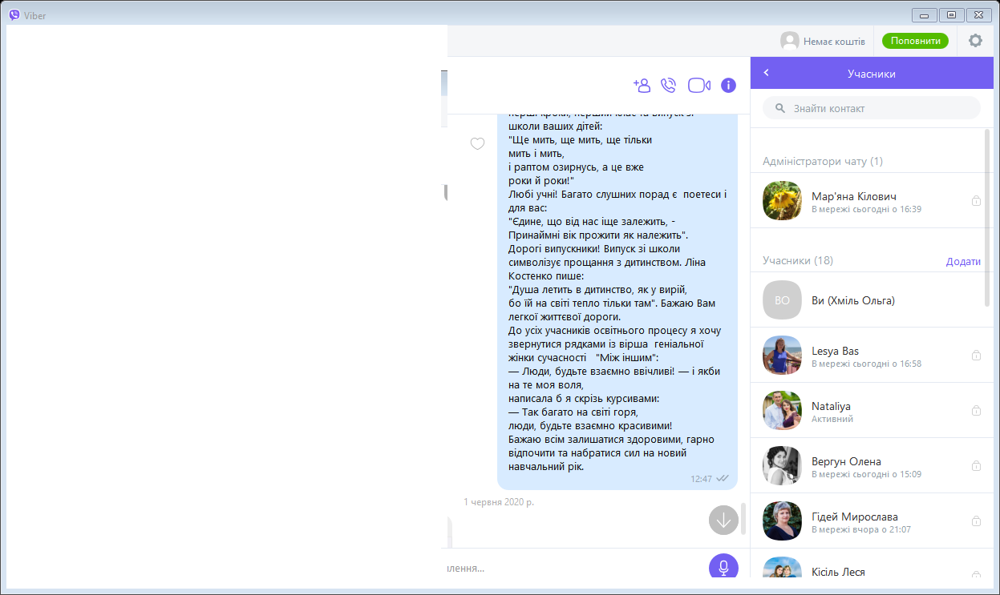 Viber
Немає коштів
Поповнити
Учасники
Знайти контакт
Адміністратори чату (1)
Мар'яна Кілович
В мережі сьогодні о 16:39
Учасники (18)
Додати
ВО
Ви (Хміль Ольга)
Lesya Bas
В мережі сьогодні о 16:58
Nataliya
Активний
Вергун Олена
В мережі сьогодні о 15:09
Гідей Мирослава
В мережі вчора о 21:07
Кісіль Леся
перші кроки, перший клас та випуск зі
школи ваших дітей:
"Ще мить, ще мить, ще тільки
мить і мить,
і раптом озирнусь, а це вже
роки й роки!"
Любі учні! Багато слушних порад є поетеси і
для вас:
"Єдине, що від нас іще залежить, -
Принаймні вік прожити як належить".
Дорогі випускники! Випуск зі школи
символізує прощання з дитинством. Ліна
Костенко пише:
"Душа летить в дитинство, як у вирій,
бо їй на світі тепло тільки там". Бажаю Вам
легкої життєвої дороги.
До усіх учасників освітнього процесу я хочу
звернутися рядками із вірша геніальної
жінки сучасності "Між іншим":
— Люди, будьте взаємно ввічливі! — і якби
на те моя воля,
написала б я скрізь курсивами:
— Так багато на світі горя,
люди, будьте взаємно красивими!
Бажаю всім залишатися здоровими, гарно
відпочити та набратися сил на новий
навчальний рік.
12:47
1 червня 2020 р.
лення...